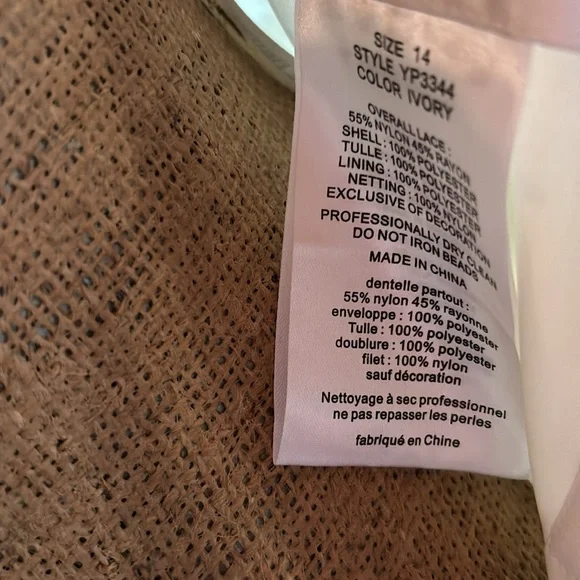 SIZE 14
STYLE YP3344
COLOR IVORY
OVERALL LACE :
55% NYLON 45% RAYON
SHELL : 100% POLYESTER
TULLE : 100% POLYESTER
LINING : 100% POLYESTER
NETTING : 100% NYLON
EXCLUSIVE OF DECORATION
PROFESSIONALLY DRY CLEAN
DO NOT IRON BEADS
MADE IN CHINA
dentelle partout :
55% nylon 45% rayonne
enveloppe : 100% polyester
Tulle : 100% polyester
doublure : 100% polyester
filet : 100% nylon
sauf décoration
Nettoyage à sec professionnel
ne pas repasser les perles
fabriqué en Chine